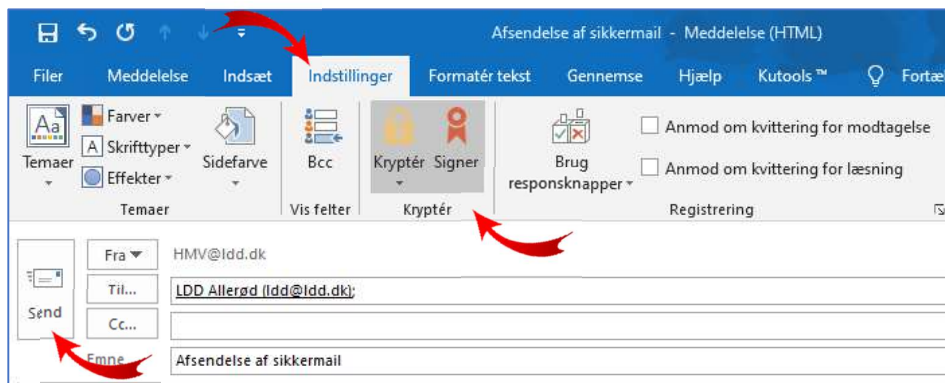 Afsendelse af sikkermail - Meddelelse (HTML)
Filer Meddelelse Indsæt Indstillinger Formatér tekst Gennemse Hjælp Kutools ™
Aa Farver
A Skrifttyper
Effekter
Temaer
Sidefarve
Bcc
Kryptér Signer
Brug
responsknapper
Anmod om kvittering for modtagelse
Anmod om kvittering for læsning
Temaer Vis felter Kryptér Registrering
Fra HMV@ldd.dk
Til... LDD Allerød (ldd@ldd.dk);
Send
Cc...
Emne Afsendelse af sikkermail